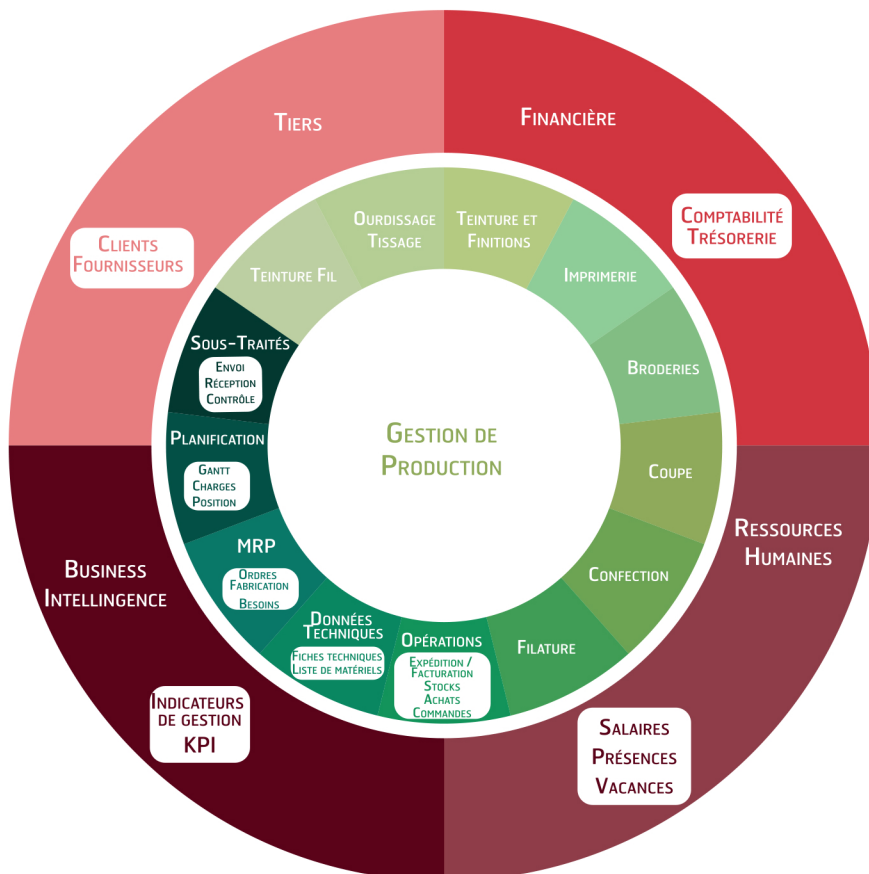 Tiers
Clients
Fournisseurs
Financière
Comptabilité
Trésorerie
Ourdissage
Tissage
Teinture et
Finitions
Teinture Fil
Imprimerie
Sous-Traités
Envoi
Réception
Contrôle
Broderies
Planification
Gantt
Charges
Position
Gestion de
Production
Coupe
MRP
Ordres
Fabrication
Besoins
Confection
Données
Techniques
Fiches techniques
Liste de matériels
Opérations
Expédition /
Facturation
Stocks
Achats
Commandes
Filature
Business
Intellingence
Indicateurs
de gestion
KPI
Ressources
Humaines
Salaires
Présences
Vacances